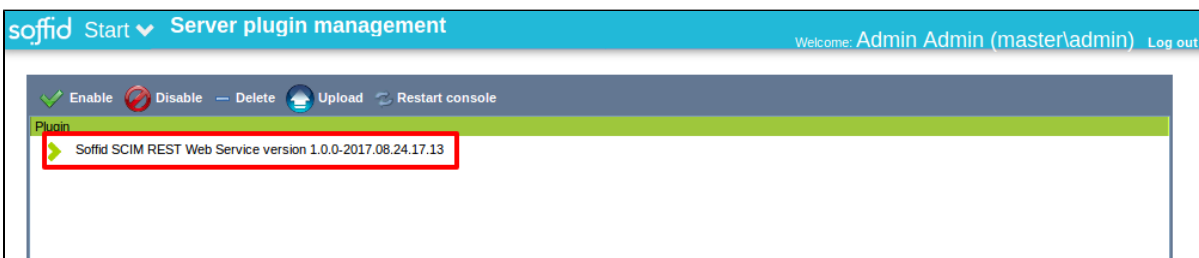 soffid Start Server plugin management
Welcome: Admin Admin (master\admin) Log out
Enable Disable Delete Upload Restart console
Plugin
Soffid SCIM REST Web Service version 1.0.0-2017.08.24.17.13